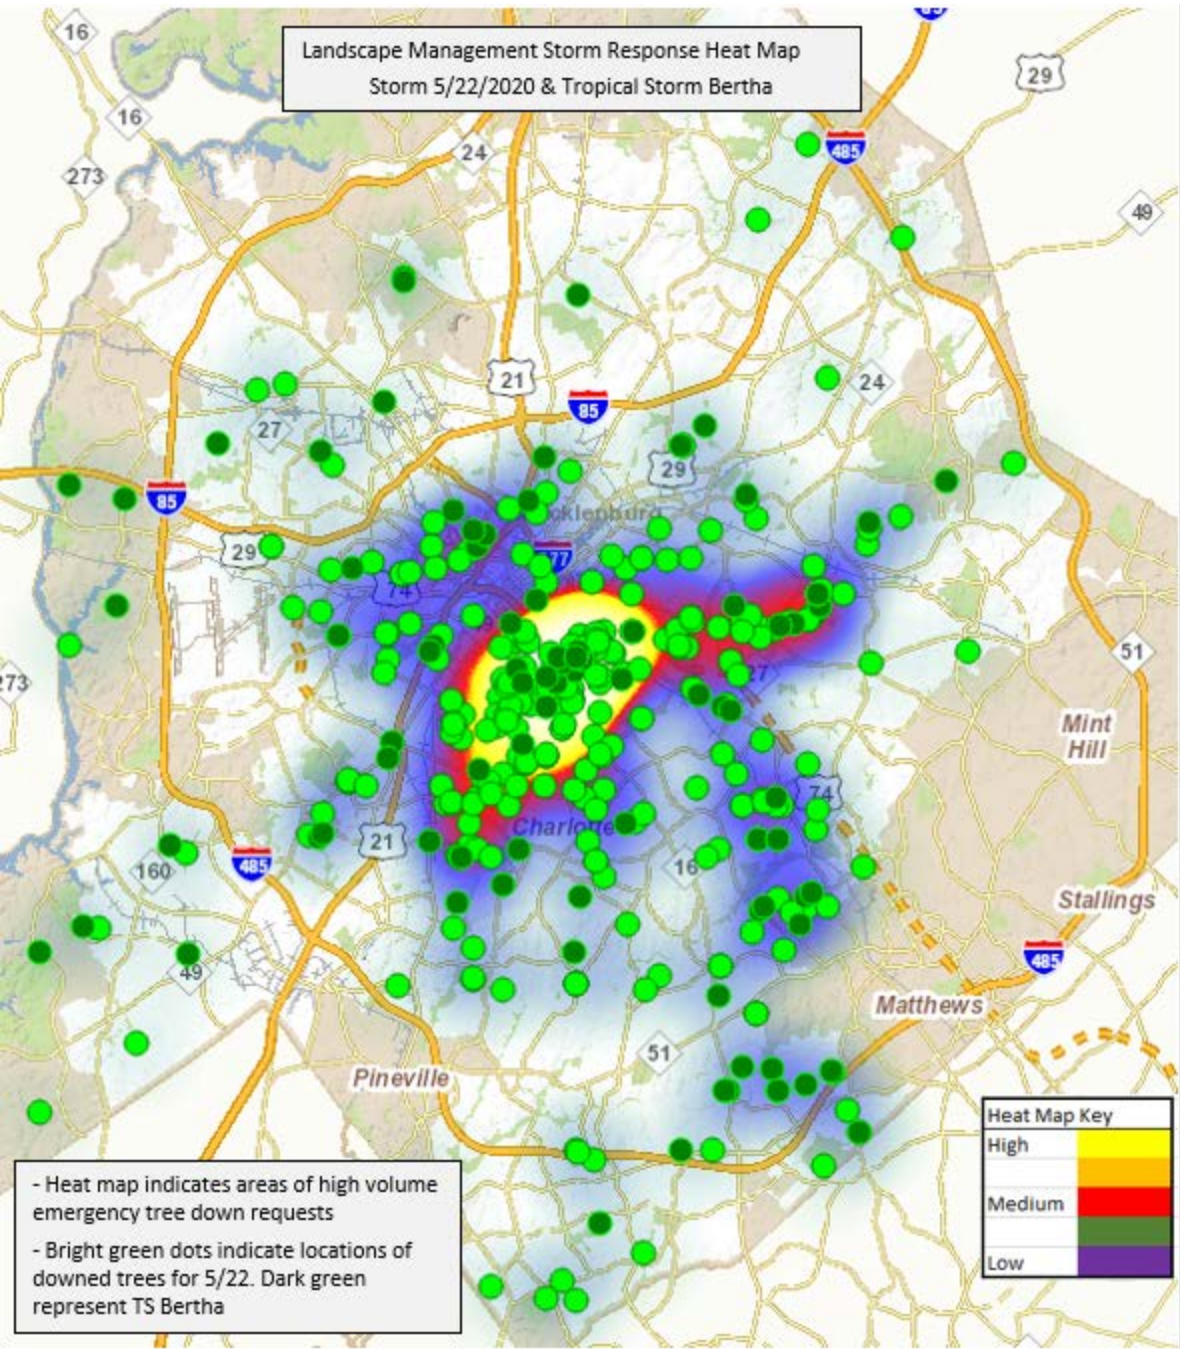 Landscape Management Storm Response Heat Map
Storm 5/22/2020 & Tropical Storm Bertha
16
85
29
16
24
485
273
49
21
24
85
27
29
85
29
cklenburg
77
74
51
27
273
Mint
Hill
74
Charlotte
21
16
485
160
Stallings
49
485
Matthews
51
Pineville
Heat Map Key
High
Medium
Low
- Heat map indicates areas of high volume
emergency tree down requests
- Bright green dots indicate locations of
downed trees for 5/22. Dark green
represent TS Bertha